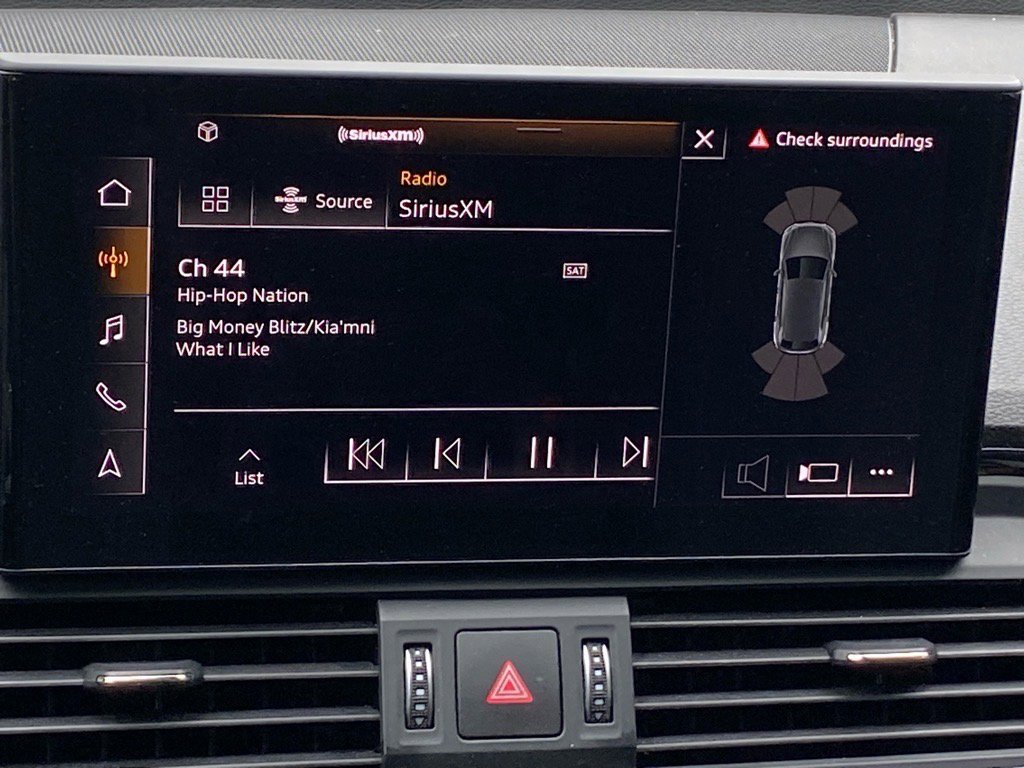 SiriusXM
Check surroundings
Radio
SiriusXM Source
SiriusXM
Ch 44
SAT
Hip-Hop Nation
Big Money Blitz/Kia'mni
What I Like
List